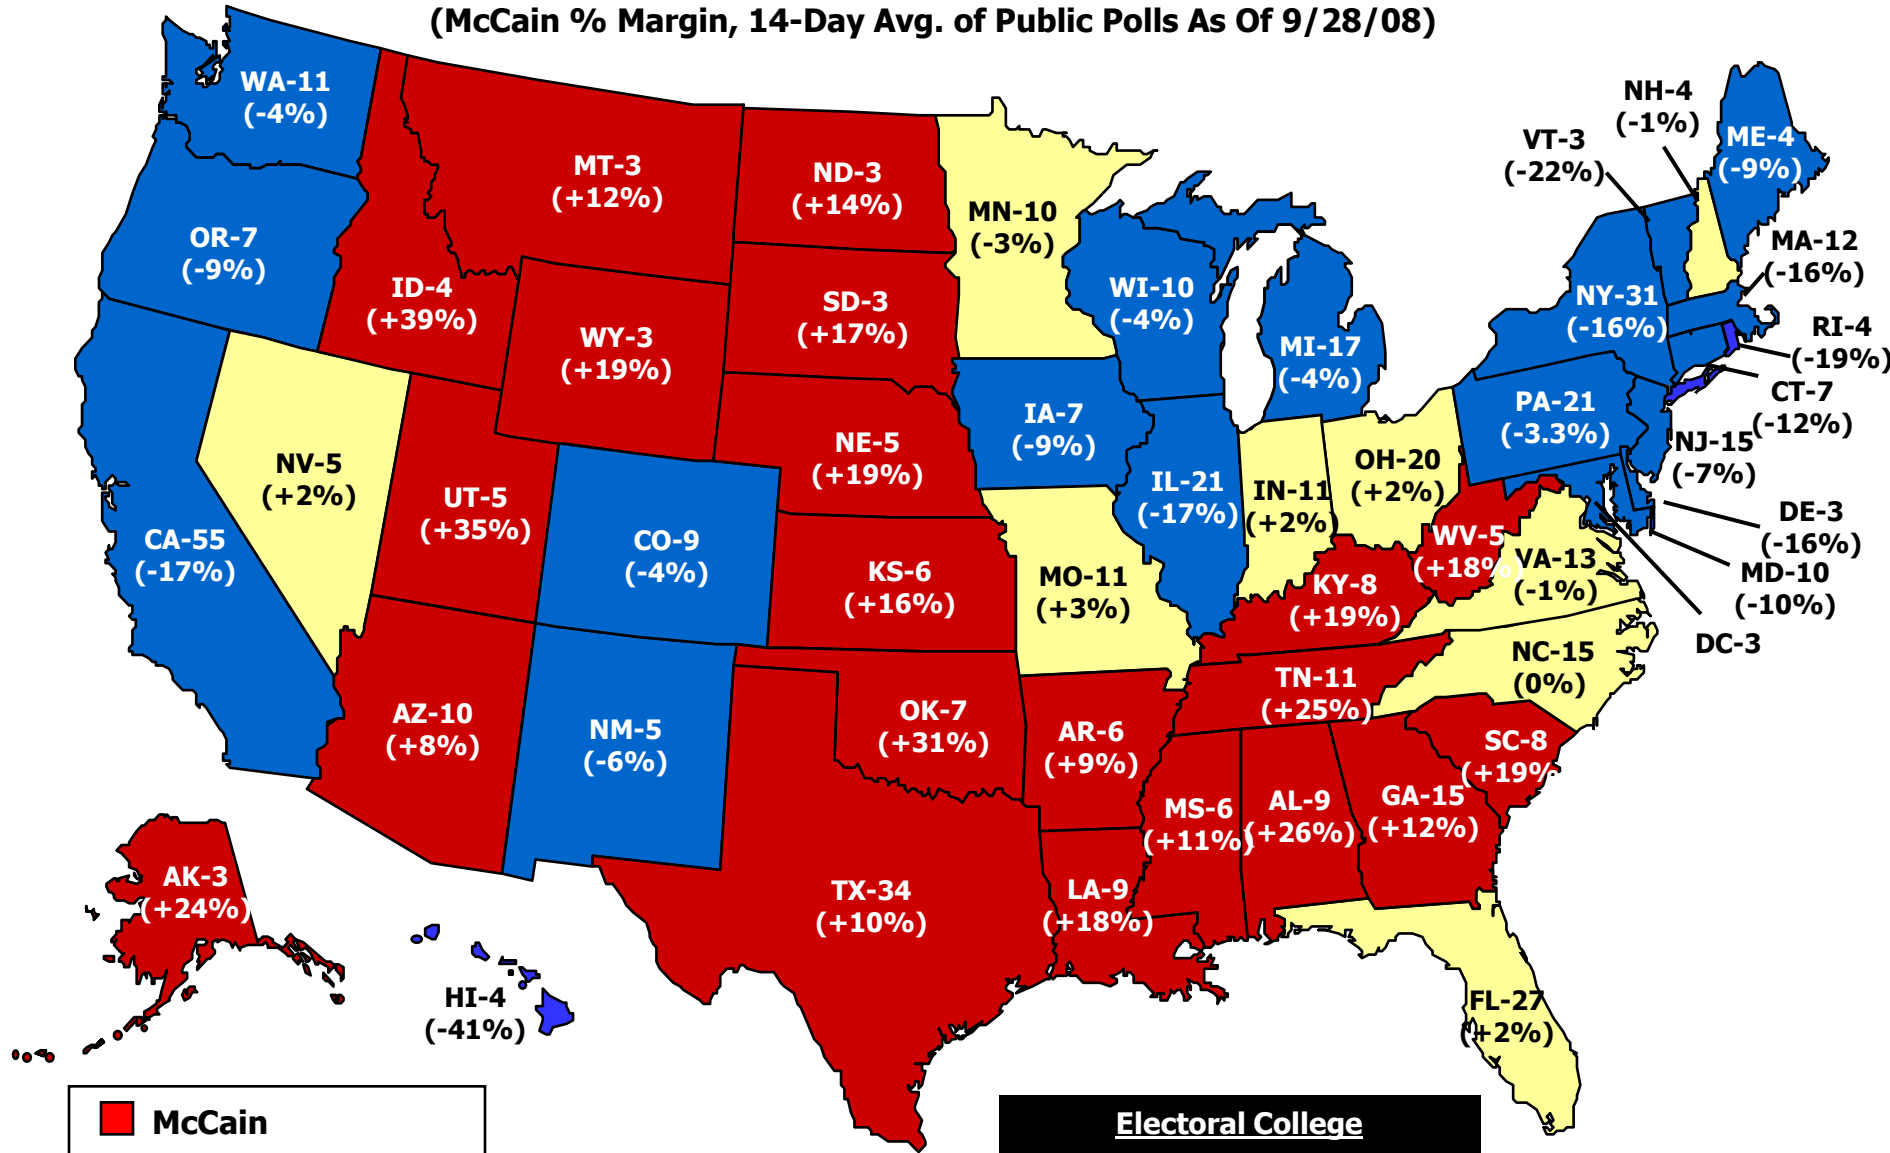 (McCain % Margin, 14-Day Avg. of Public Polls As Of 9/28/08)
WA-11
(-4%)
OR-7
(-9%)
CA-55
(-17%)
NV-5
(+2%)
ID-4
(+39%)
MT-3
(+12%)
WY-3
(+19%)
UT-5
(+35%)
CO-9
(-4%)
AZ-10
(+8%)
NM-5
(-6%)
ND-3
(+14%)
SD-3
(+17%)
NE-5
(+19%)
KS-6
(+16%)
OK-7
(+31%)
TX-34
(+10%)
MN-10
(-3%)
IA-7
(-9%)
MO-11
(+3%)
AR-6
(+9%)
LA-9
(+18%)
WI-10
(-4%)
IL-21
(-17%)
MI-17
(-4%)
IN-11
(+2%)
OH-20
(+2%)
KY-8
(+19%)
TN-11
(+25%)
MS-6
(+11%)
AL-9
(+26%)
GA-15
(+12%)
FL-27
(+2%)
SC-8
(+19%
NC-15
(0%)
VA-13
(-1%)
WV-5
(+18%)
PA-21
(-3.3%)
NY-31
(-16%)
VT-3
(-22%)
NH-4
(-1%)
ME-4
(-9%)
MA-12
(-16%)
RI-4
(-19%)
CT-7
(-12%)
NJ-15
(-7%)
DE-3
(-16%)
MD-10
(-10%)
DC-3
AK-3
(+24%)
HI-4
(-41%)
McCain
Electoral College